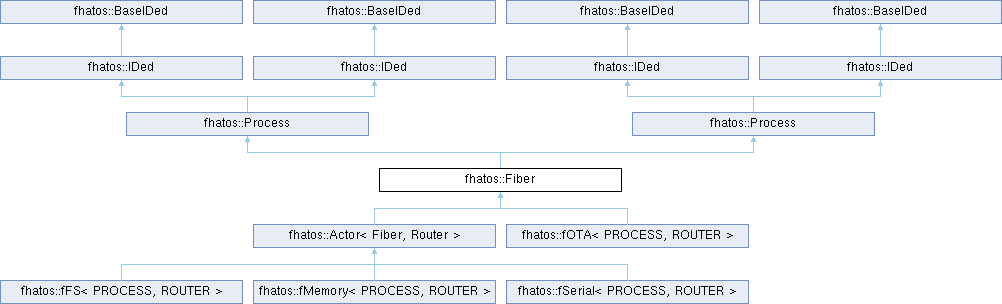 fhatos::BaseIDed
fhatos::BaseIDed
fhatos::BaseIDed
fhatos::BaseIDed
fhatos::IDed
fhatos::IDed
fhatos::IDed
fhatos::IDed
fhatos::Process
fhatos::Process
fhatos::Fiber
fhatos::Actor< Fiber, Router >
fhatos::fOTA< PROCESS, ROUTER >
fhatos::fFS< PROCESS, ROUTER >
fhatos::fMemory< PROCESS, ROUTER >
fhatos::fSerial< PROCESS, ROUTER >